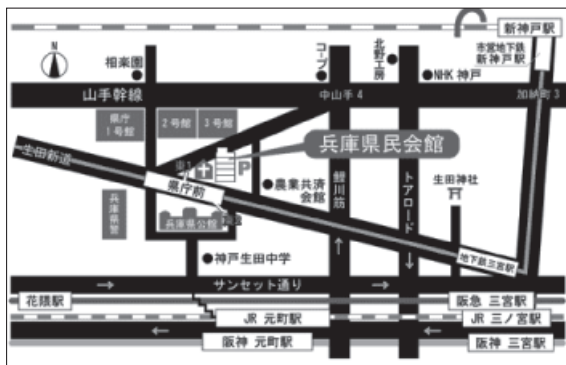 新神戸駅
N
相楽園
コープ
北野工房
NHK 神戸
市営地下鉄
新神戸駅
山手幹線
中山手 4
加納町 3
県庁
1号館
2号館
3号館
兵庫県民会館
生田新道
P
県庁前
農業共済
会館
鯉川筋
トアロード
生田神社
兵庫県警
兵庫県公館
地下鉄三宮駅
神戸生田中学
サンセット通り
花隈駅
阪急 三宮駅
JR 元町駅
JR 三ノ宮駅
阪神 元町駅
阪神 三宮駅